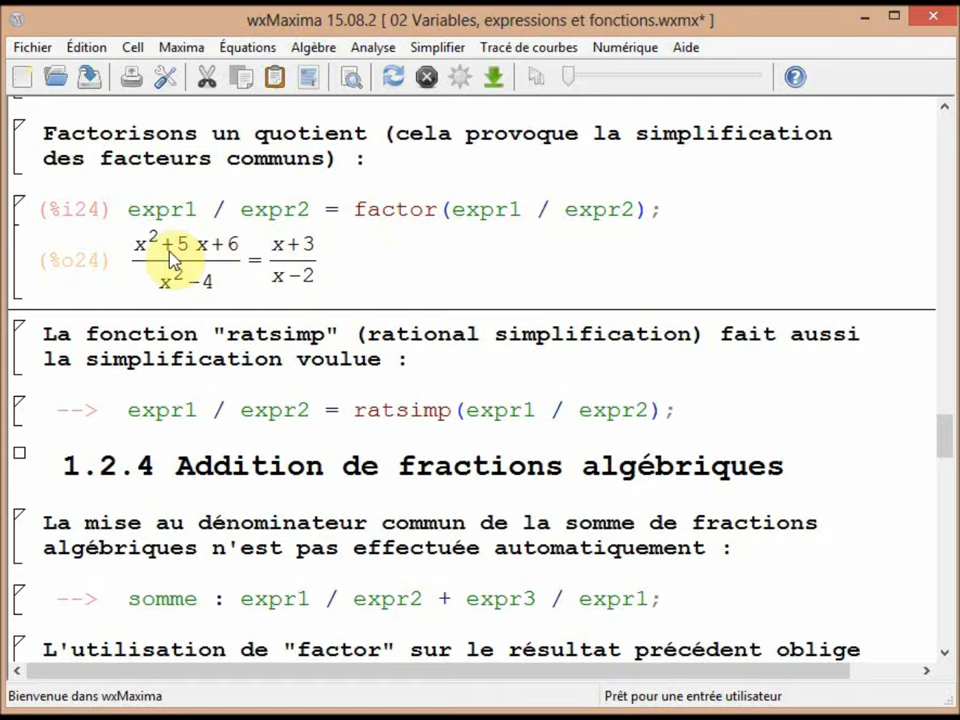 wxMaxima 15.08.2 [ 02 Variables, expressions et fonctions.wxmx* ]
Fichier Édition Cell Maxima Équations Algèbre Analyse Simplifier Tracé de courbes Numérique Aide
Factorisons un quotient (cela provoque la simplification
des facteurs communs) :
(%i24) expr1 / expr2 = factor(expr1 / expr2);
(%o24) (x²+5 x+6)/(x²−4) = (x+3)/(x−2)
La fonction "ratsimp" (rational simplification) fait aussi
la simplification voulue :
--> expr1 / expr2 = ratsimp(expr1 / expr2);
1.2.4 Addition de fractions algébriques
La mise au dénominateur commun de la somme de fractions
algébriques n'est pas effectuée automatiquement :
--> somme : expr1 / expr2 + expr3 / expr1;
L'utilisation de "factor" sur le résultat précédent oblige
Bienvenue dans wxMaxima Prêt pour une entrée utilisateur